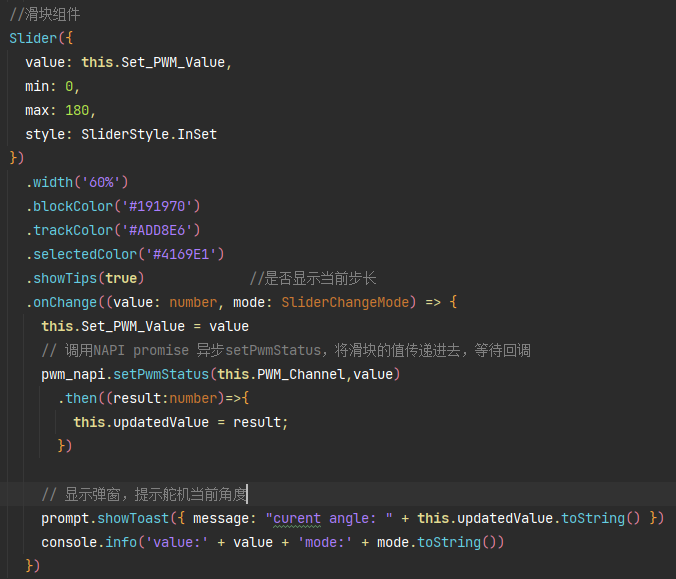 //滑块组件
Slider({
  value: this.Set_PWM_Value,
  min: 0,
  max: 180,
  style: SliderStyle.InSet
})
  .width('60%')
  .blockColor('#191970')
  .trackColor('#ADD8E6')
  .selectedColor('#4169E1')
  .showTips(true)             //是否显示当前步长
  .onChange((value: number, mode: SliderChangeMode) => {
    this.Set_PWM_Value = value
    // 调用NAPI promise 异步setPwmStatus，将滑块的值传递进去，等待回调
    pwm_napi.setPwmStatus(this.PWM_Channel,value)
      .then((result:number)=>{
        this.updatedValue = result;
      })
    // 显示弹窗，提示舵机当前角度
    prompt.showToast({ message: "curent angle: " + this.updatedValue.toString() })
    console.info('value:' + value + 'mode:' + mode.toString())
  })